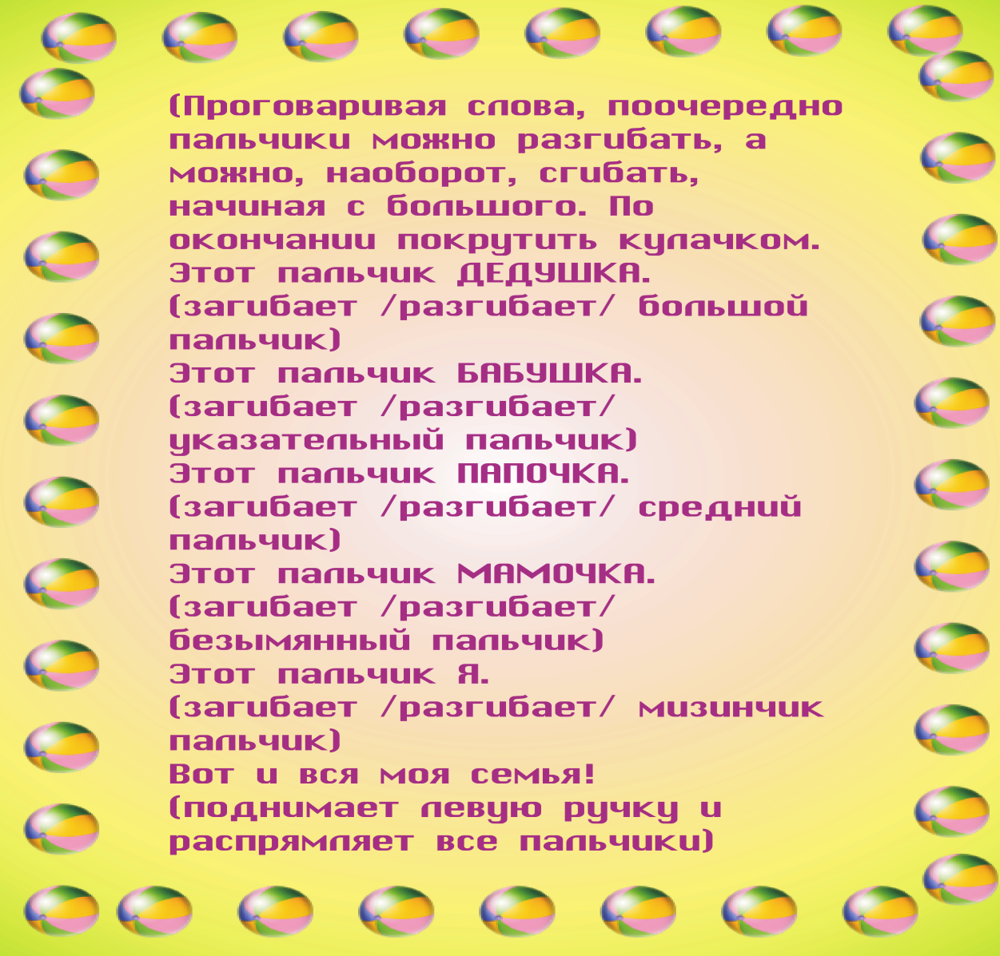 (Проговаривая слова, поочередно
пальчики можно разгибать, а
можно, наоборот, сгибать,
начиная с большого. По
окончании покрутить кулачком.
Этот пальчик ДЕДУШКА.
(загибает /разгибает/ большой
пальчик)
Этот пальчик БАБУШКА.
(загибает /разгибает/
указательный пальчик)
Этот пальчик ПАПОЧКА.
(загибает /разгибает/ средний
пальчик)
Этот пальчик МАМОЧКА.
(загибает /разгибает/
безымянный пальчик)
Этот пальчик Я.
(загибает /разгибает/ мизинчик
пальчик)
Вот и вся моя семья!
(поднимает левую ручку и
распрямляет все пальчики)